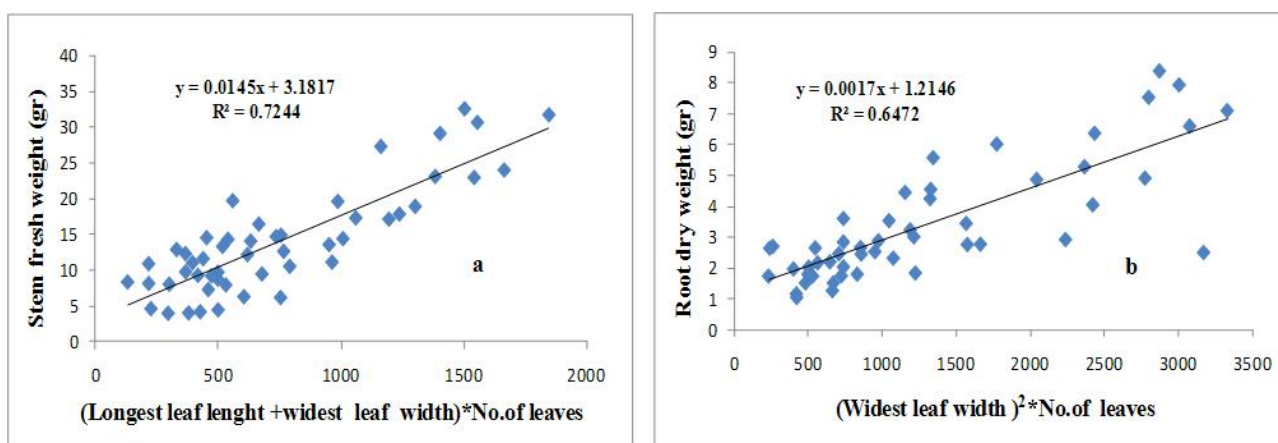 40
35
30
25
20
15
10
5
0
Stem fresh weight (gr)
y = 0.0145x + 3.1817
R² = 0.7244
a
0 500 1000 1500 2000
(Longest leaf lenght +widest leaf width)*No.of leaves
9
8
7
6
5
4
3
2
1
0
Root dry weight (gr)
y = 0.0017x + 1.2146
R² = 0.6472
b
0 500 1000 1500 2000 2500 3000 3500
(Widest leaf width )²*No.of leaves